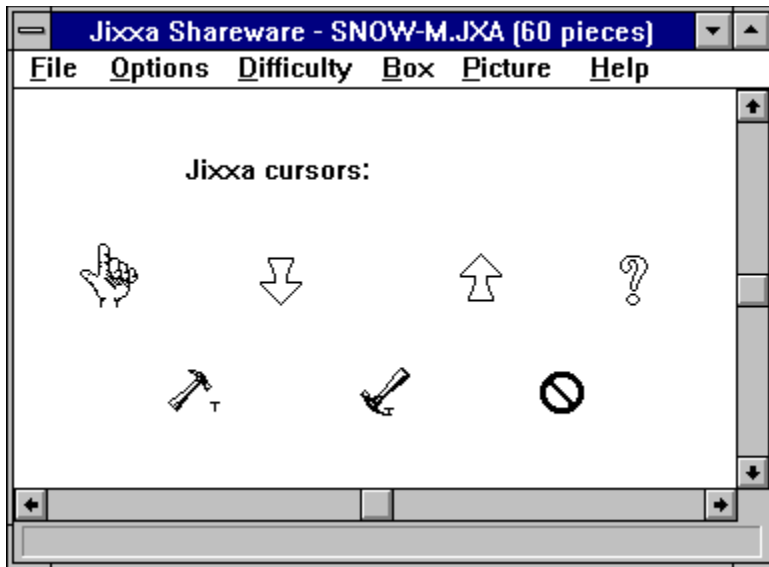 Jixxa Shareware - SNOW-M.JXA (60 pieces)
File Options Difficulty Box Picture Help
Jixxa cursors: